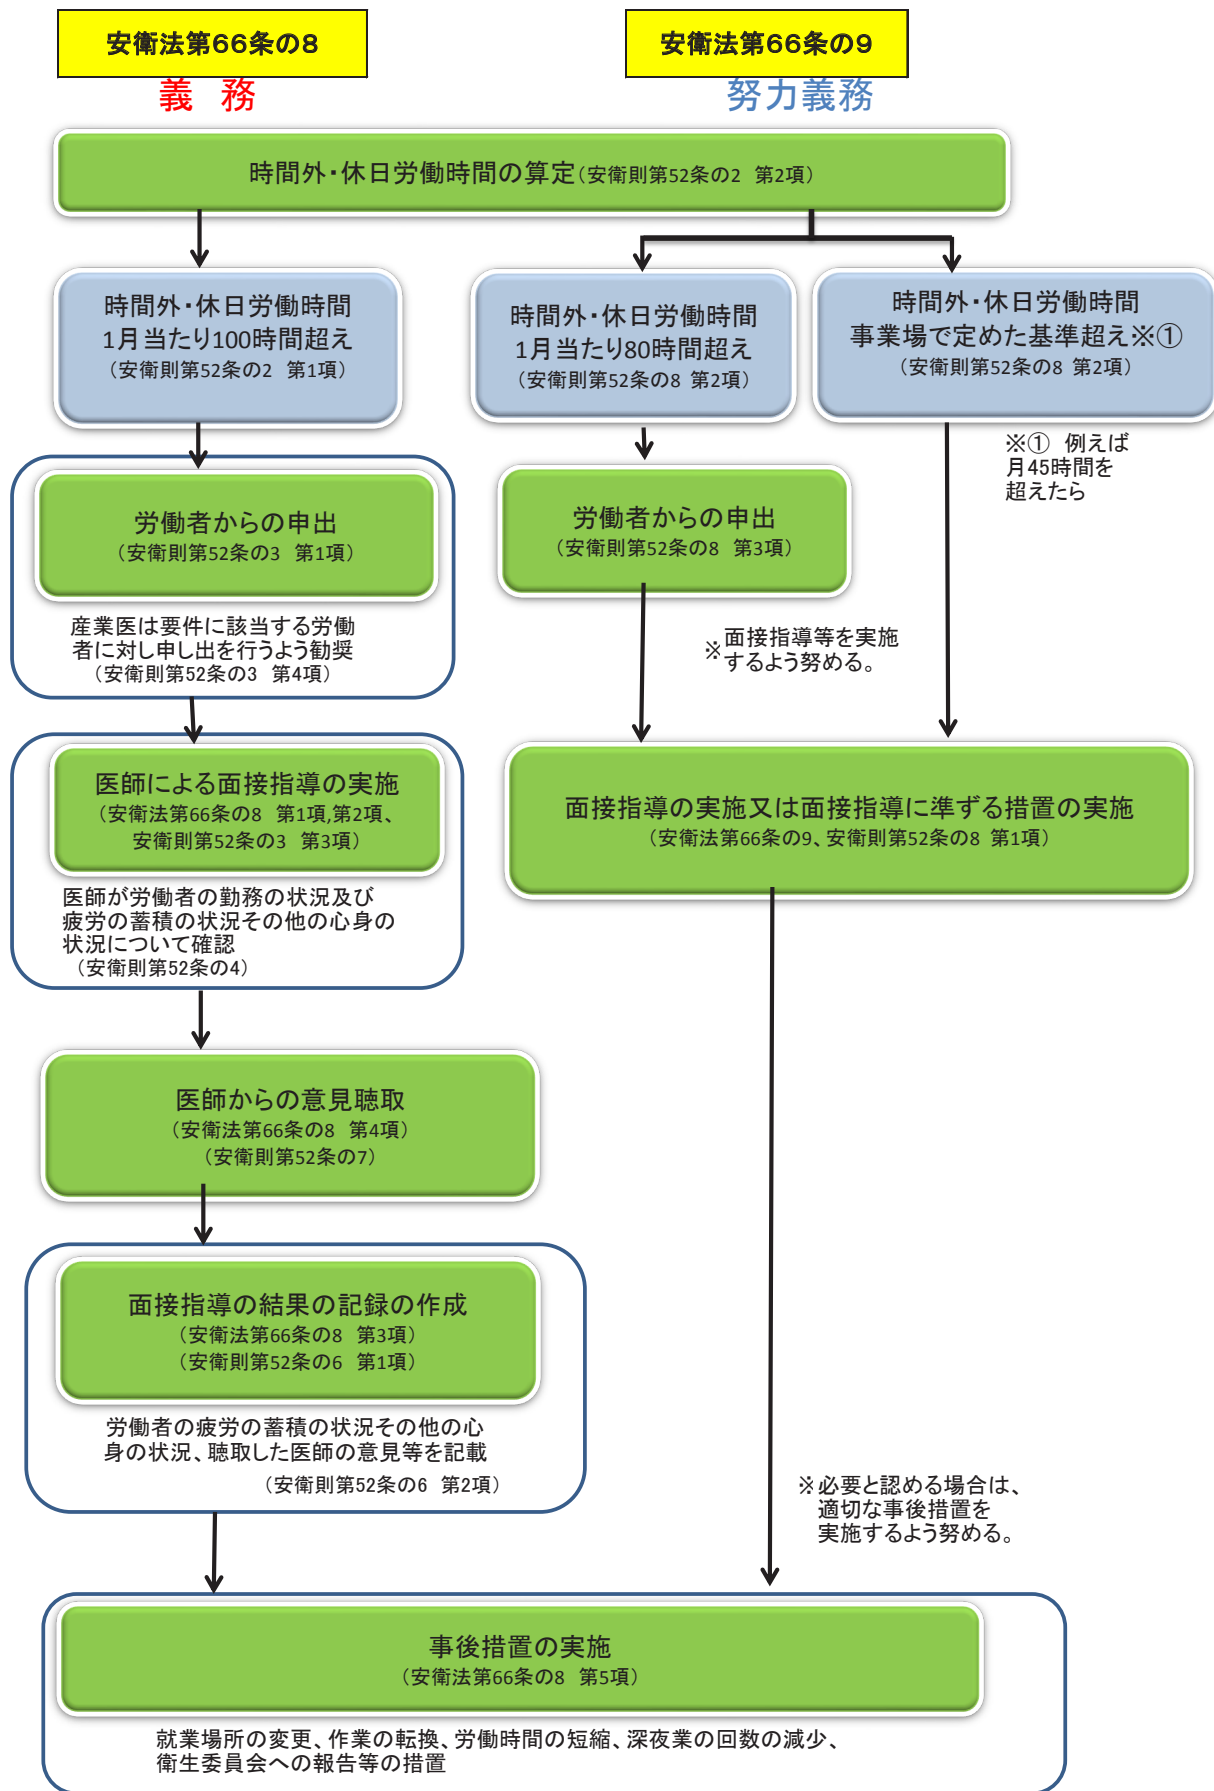 安衛法第66条の8
義　務
安衛法第66条の9
努力義務
時間外・休日労働時間の算定（安衛則第52条の2　第2項）
時間外・休日労働時間
1月当たり100時間超え
（安衛則第52条の2　第1項）
時間外・休日労働時間
1月当たり80時間超え
（安衛則第52条の8 第2項）
時間外・休日労働時間
事業場で定めた基準超え※①
（安衛則第52条の8 第2項）
※①　例えば
月45時間を
超えたら
労働者からの申出
（安衛則第52条の3　第1項）
産業医は要件に該当する労働
者に対し申し出を行うよう勧奨
（安衛則第52条の3　第4項）
労働者からの申出
（安衛則第52条の8　第3項）
※面接指導等を実施
するよう努める。
医師による面接指導の実施
（安衛法第66条の8　第1項,第2項、
安衛則第52条の3　第3項）
医師が労働者の勤務の状況及び
疲労の蓄積の状況その他の心身の
状況について確認
（安衛則第52条の4）
面接指導の実施又は面接指導に準ずる措置の実施
（安衛法第66条の9、安衛則第52条の8 第1項）
医師からの意見聴取
（安衛法第66条の8　第4項）
（安衛則第52条の7）
面接指導の結果の記録の作成
（安衛法第66条の8　第3項）
（安衛則第52条の6　第1項）
労働者の疲労の蓄積の状況その他の心
身の状況、聴取した医師の意見等を記載
（安衛則第52条の6　第2項）
※必要と認める場合は、
適切な事後措置を
実施するよう努める。
事後措置の実施
（安衛法第66条の8　第5項）
就業場所の変更、作業の転換、労働時間の短縮、深夜業の回数の減少、
衛生委員会への報告等の措置